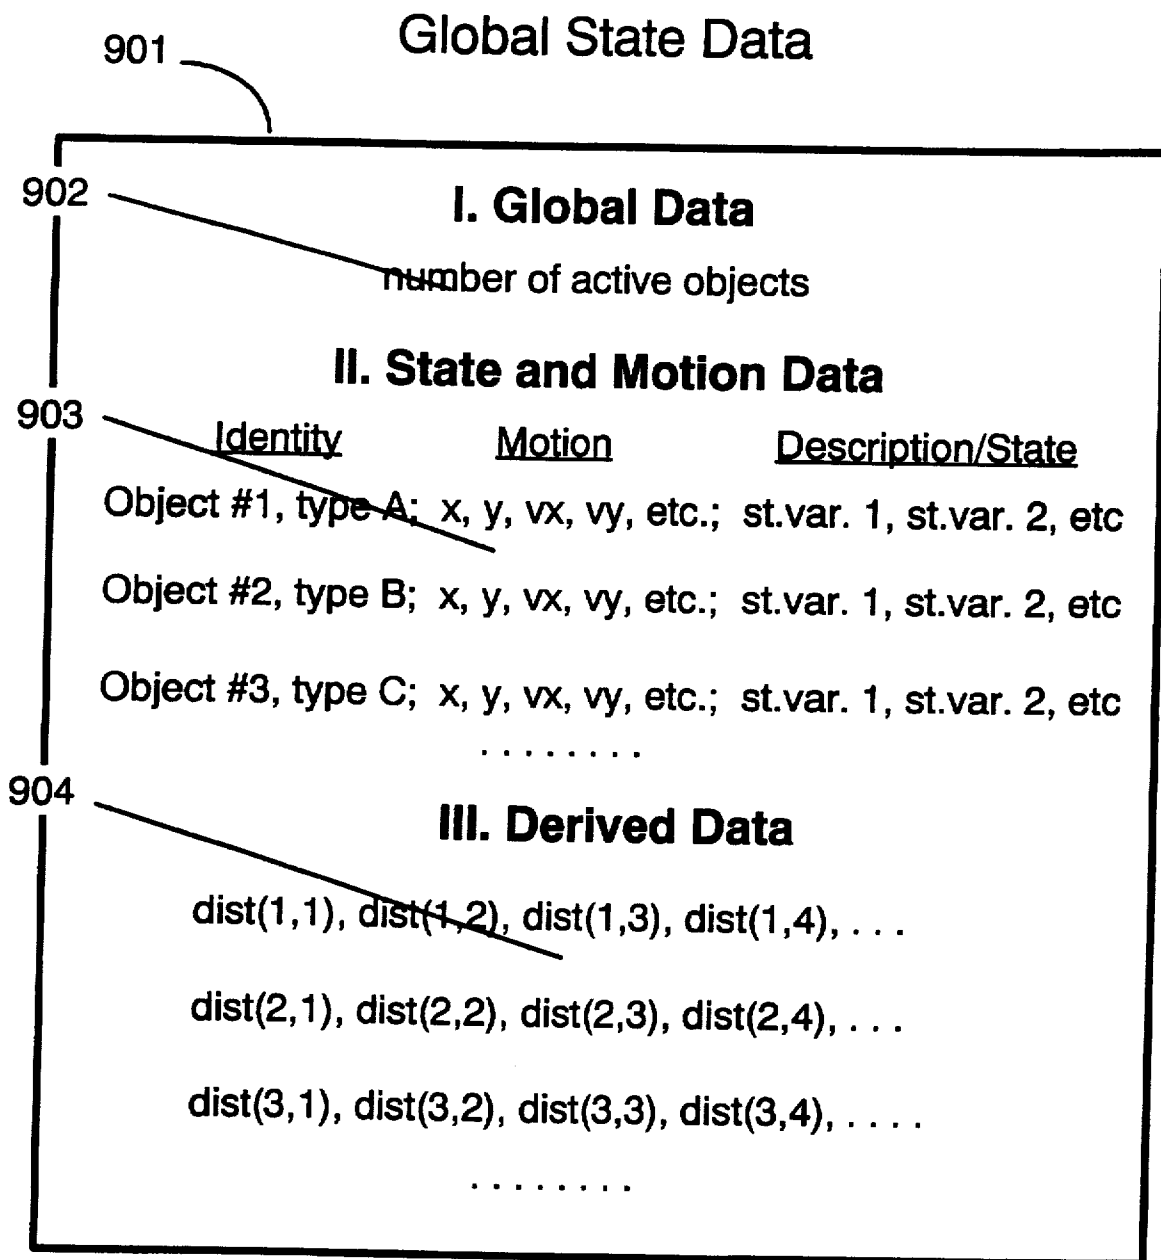 Global State Data
901
902
I. Global Data
number of active objects
II. State and Motion Data
903
Identity Motion Description/State
Object #1, type A; x, y, vx, vy, etc.; st.var. 1, st.var. 2, etc
Object #2, type B; x, y, vx, vy, etc.; st.var. 1, st.var. 2, etc
Object #3, type C; x, y, vx, vy, etc.; st.var. 1, st.var. 2, etc
. . . . . . . .
904
III. Derived Data
dist(1,1), dist(1,2), dist(1,3), dist(1,4), . . .
dist(2,1), dist(2,2), dist(2,3), dist(2,4), . . .
dist(3,1), dist(3,2), dist(3,3), dist(3,4), . . . .
. . . . . . . .